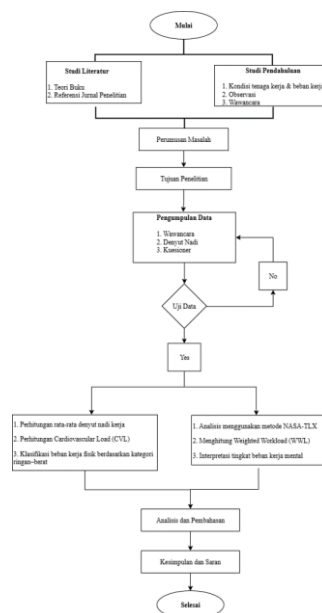 Mulai
Studi Literatur
1. Teori Buku
2. Referensi Jurnal Penelitian
Studi Pendahuluan
1. Kondisi tenaga kerja & beban kerja
2. Observasi
3. Wawancara
Perumusan Masalah
Tujuan Penelitian
Pengumpulan Data
1. Wawancara
2. Denyut Nadi
3. Kuesioner
No
Uji Data
Yes
1. Perhitungan rata-rata denyut nadi kerja
2. Perhitungan Cardiovascular Load (CVL)
3. Klasifikasi beban kerja fisik berdasarkan kategori
ringan–berat
1. Analisis menggunakan metode NASA-TLX
2. Menghitung Weighted Workload (WWL)
3. Interpretasi tingkat beban kerja mental
Analisis dan Pembahasan
Kesimpulan dan Saran
Selesai